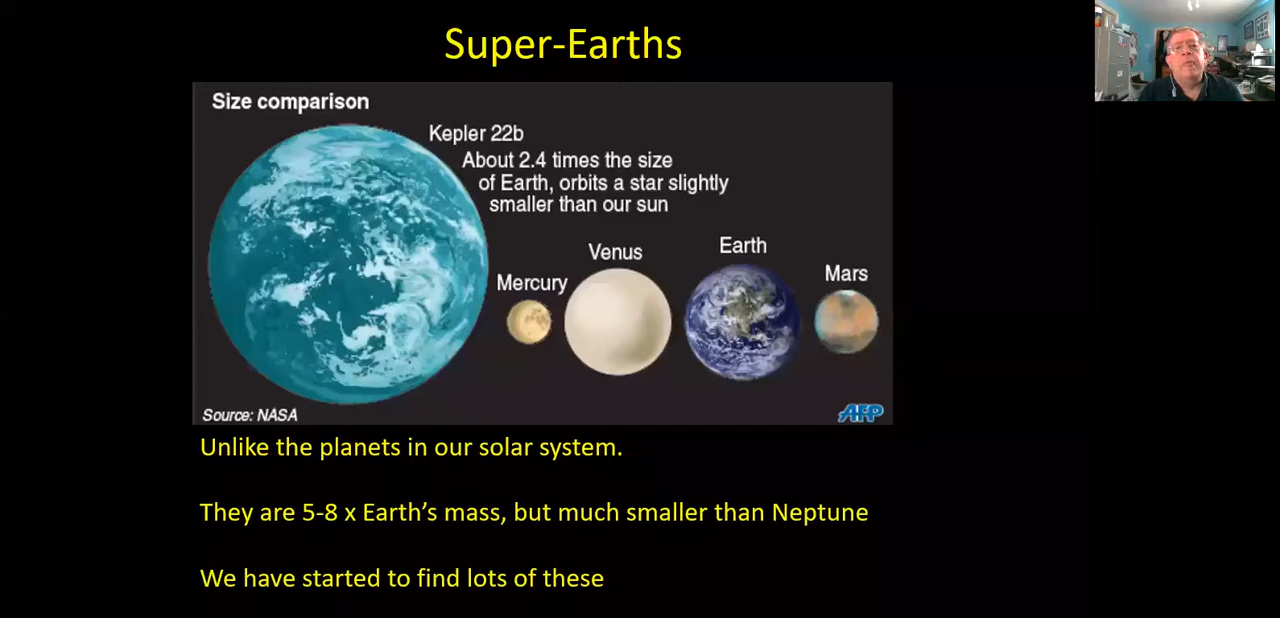 Super-Earths
Size comparison
Kepler 22b
About 2.4 times the size
of Earth, orbits a star slightly
smaller than our sun
Mercury
Venus
Earth
Mars
Source: NASA
AFP
Unlike the planets in our solar system.
They are 5-8 x Earth’s mass, but much smaller than Neptune
We have started to find lots of these